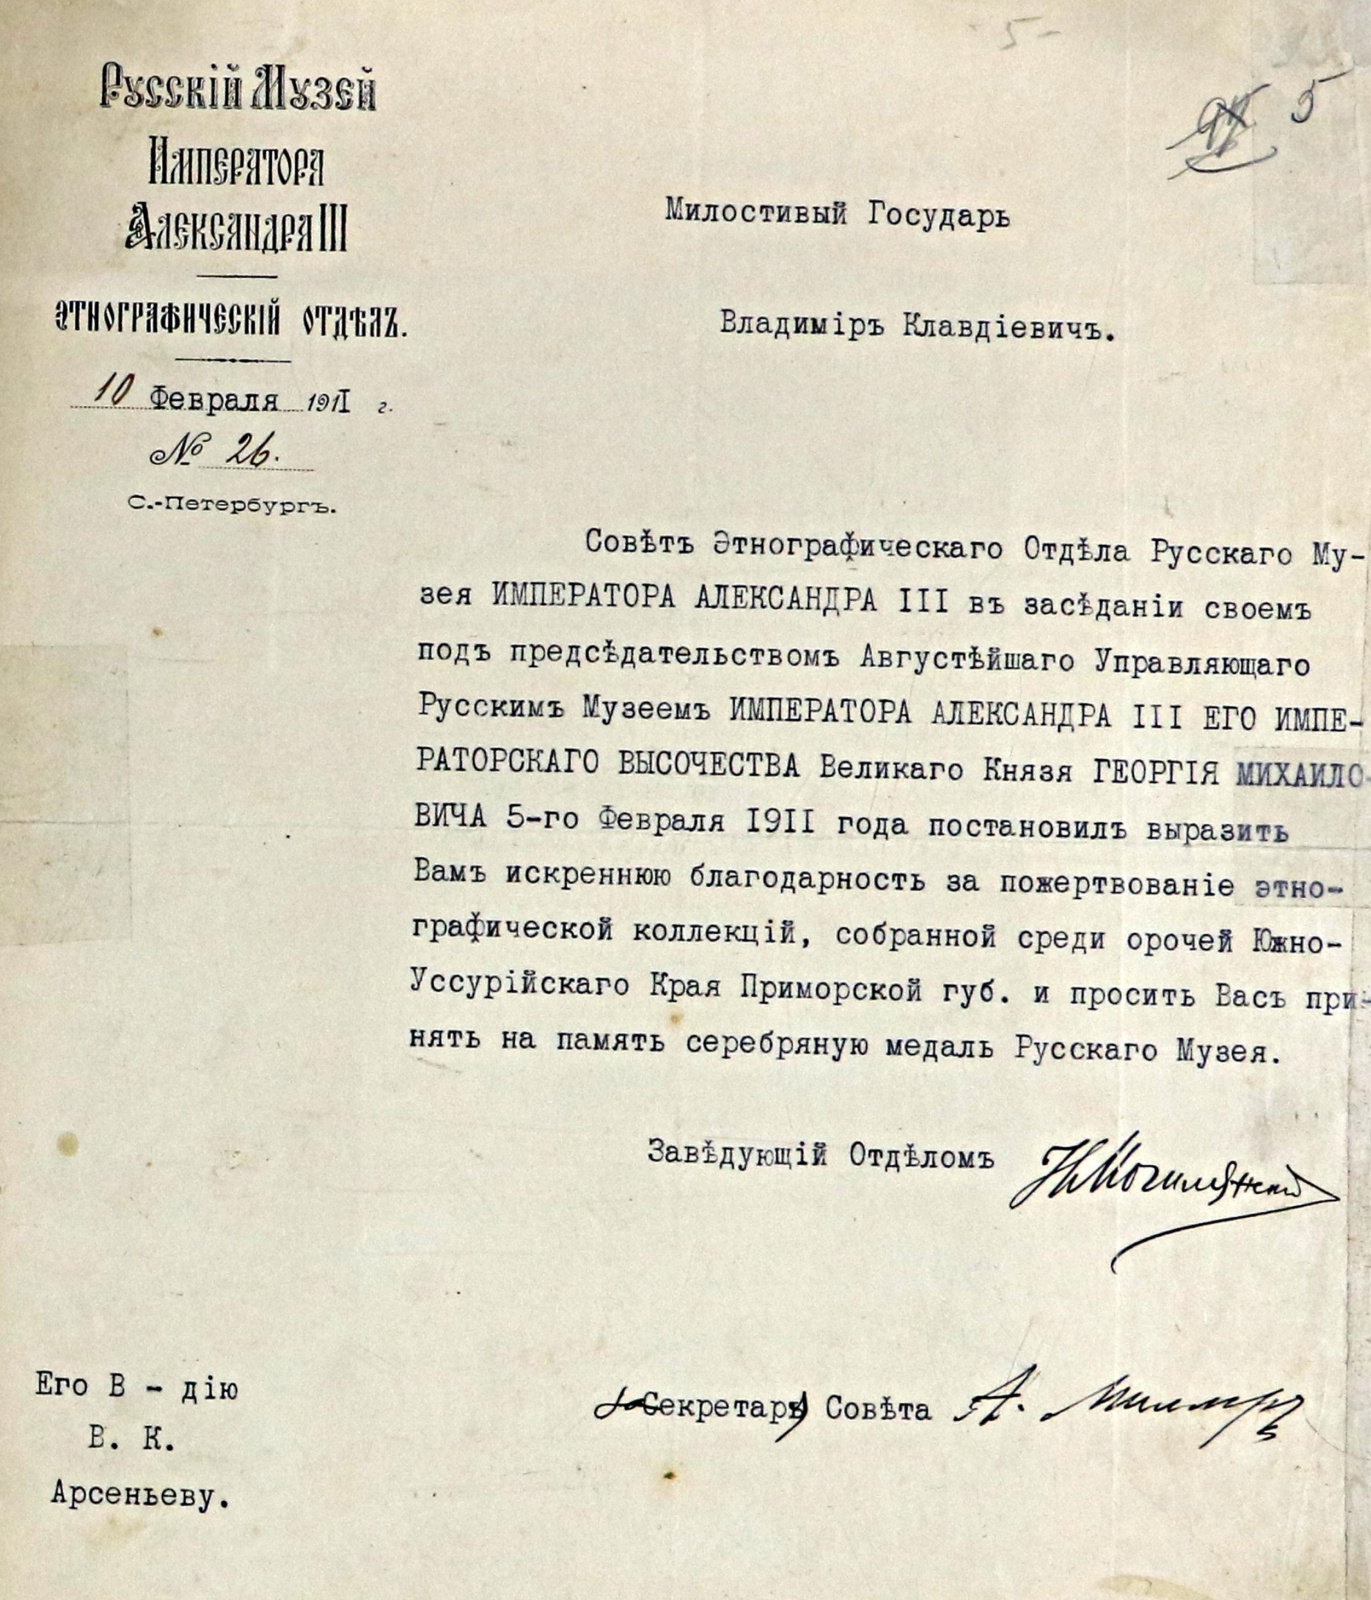 - 5 -
5
Русскій Музей
Императора
Александра III
Этнографическій отдѣлъ.
10 Февраля 1911 г.
№ 26.
С.-Петербургъ.
Милостивый Государь
Владиміръ Клавдіевичъ.
Совѣтъ Этнографическаго Отдѣла Русскаго Му-
зея ИМПЕРАТОРА АЛЕКСАНДРА III въ засѣданіи своемъ
подъ предсѣдательствомъ Августѣйшаго Управляющаго
Русскимъ Музеемъ ИМПЕРАТОРА АЛЕКСАНДРА III ЕГО ИМПЕ-
РАТОРСКАГО ВЫСОЧЕСТВА Великаго Князя ГЕОРГІЯ МИХАИЛО-
ВИЧА 5-го Февраля 1911 года постановилъ выразить
Вамъ искреннюю благодарность за пожертвованіе этно-
графической коллекцій, собранной среди орочей Южно-
Уссурійскаго Края Приморской губ. и просить Васъ при-
нять на память серебряную медаль Русскаго Музея.
Завѣдующій Отдѣломъ Н Могилянскій
Секретарь Совѣта А. Миллеръ
Его В - дію
В. К.
Арсеньеву.